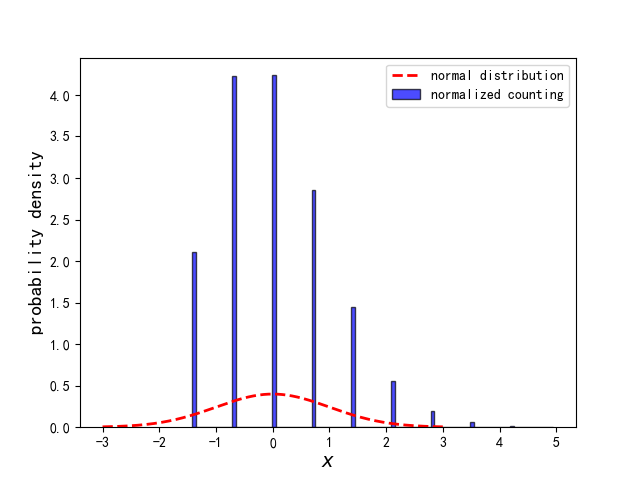 normal distribution
normalized counting
probability density
4.0
3.5
3.0
2.5
2.0
1.5
1.0
0.5
0.0
−3 −2 −1 0 1 2 3 4 5
x